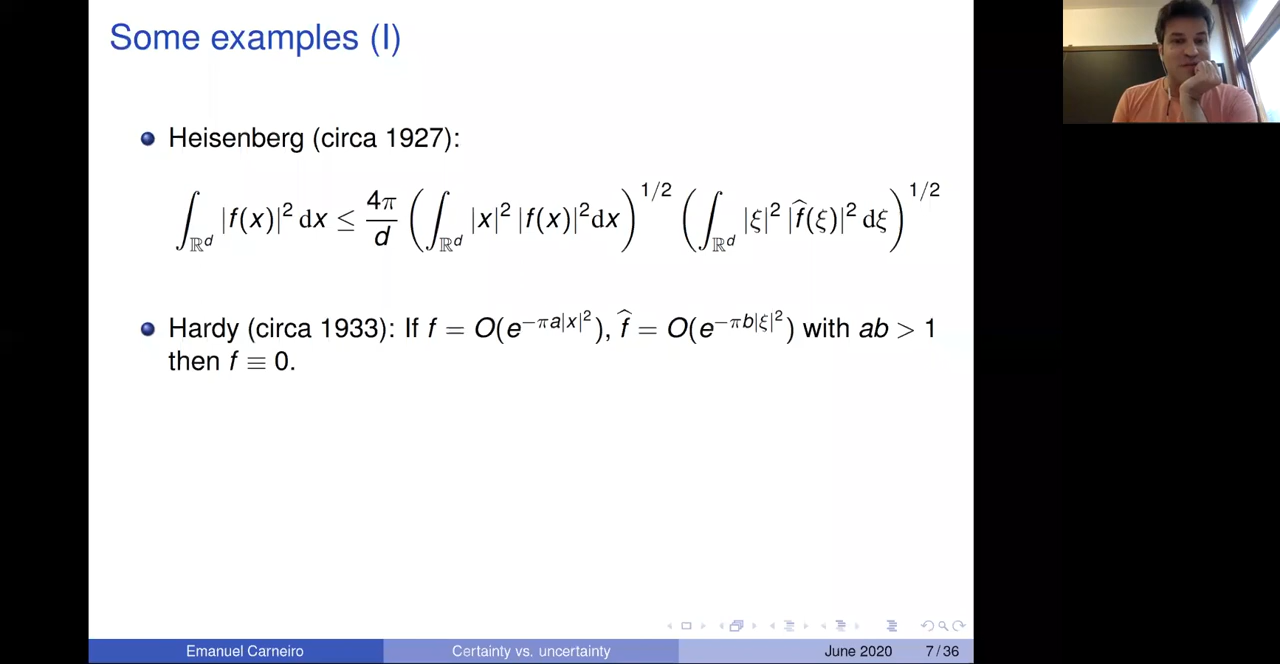 Some examples (I)
Heisenberg (circa 1927):
∫_{ℝ^d} |f(x)|² dx ≤ 4π/d (∫_{ℝ^d} |x|² |f(x)|² dx)^{1/2} (∫_{ℝ^d} |ξ|² |f̂(ξ)|² dξ)^{1/2}
Hardy (circa 1933): If f = O(e^{−πa|x|²}), f̂ = O(e^{−πb|ξ|²}) with ab > 1
then f ≡ 0.
Emanuel Carneiro Certainty vs. uncertainty June 2020 7 / 36